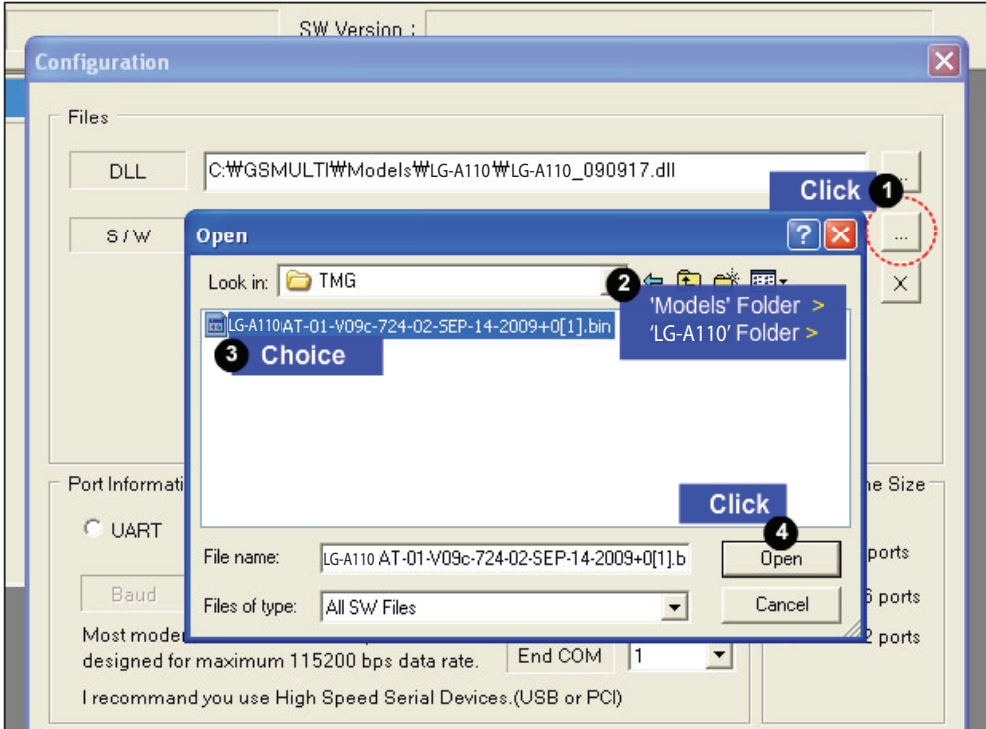 SW Version :
Configuration
Files
DLL
C:₩GSMULTI₩Models₩LG-A110₩LG-A110_090917.dll
...
Click 1
S/W
...
Open
?
X
Look in: TMG
2 'Models' Folder >
'LG-A110' Folder >
LG-A110 AT-01-V09c-724-02-SEP-14-2009+0[1].bin
3 Choice
Click
4
File name: LG-A110 AT-01-V09c-724-02-SEP-14-2009+0[1].b
Open
Files of type: All SW Files
Cancel
Port Informati
UART
Baud
Most mode
designed for maximum 115200 bps data rate.
End COM 1
I recommand you use High Speed Serial Devices.(USB or PCI)
ne Size
ports
6 ports
2 ports